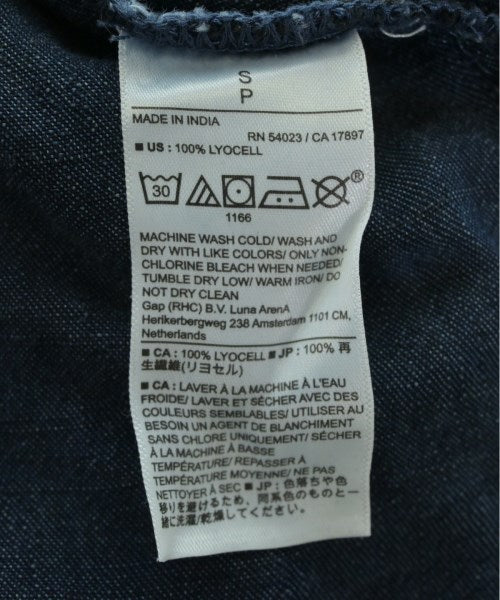 S
P
MADE IN INDIA
RN 54023 / CA 17897
■ US : 100% LYOCELL
30
®
1166
MACHINE WASH COLD/ WASH AND
DRY WITH LIKE COLORS/ ONLY NON-
CHLORINE BLEACH WHEN NEEDED/
TUMBLE DRY LOW/ WARM IRON/ DO
NOT DRY CLEAN
Gap (RHC) B.V. Luna ArenA
Herikerbergweg 238 Amsterdam 1101 CM,
Netherlands
■ CA : 100% LYOCELL ■ JP : 100% 再
生繊維(リヨセル)
■ CA : LAVER À LA MACHINE À L'EAU
FROIDE/ LAVER ET SÉCHER AVEC DES
COULEURS SEMBLABLES/ UTILISER AU
BESOIN UN AGENT DE BLANCHIMENT
SANS CHLORE UNIQUEMENT/ SÉCHER
À LA MACHINE À BASSE
TEMPÉRATURE/ REPASSER À
TEMPÉRATURE MOYENNE/ NE PAS
NETTOYER À SEC ■ JP : 色落ちや色
移りを避けるため、同系色のものと一
緒に洗濯/乾燥してください。